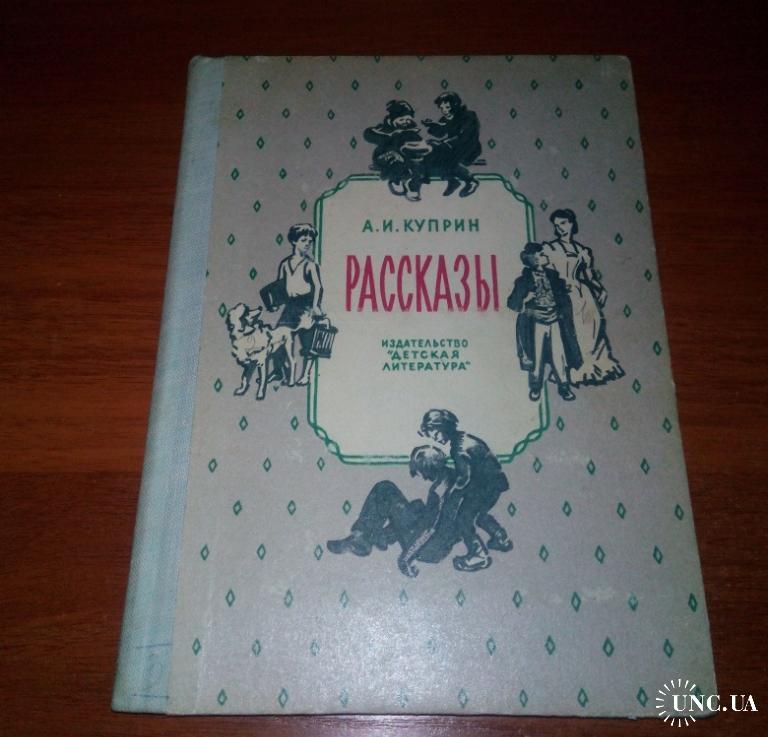 А.И.КУПРИН
РАССКАЗЫ
ИЗДАТЕЛЬСТВО
"ДЕТСКАЯ
ЛИТЕРАТУРА"
UNC.UA